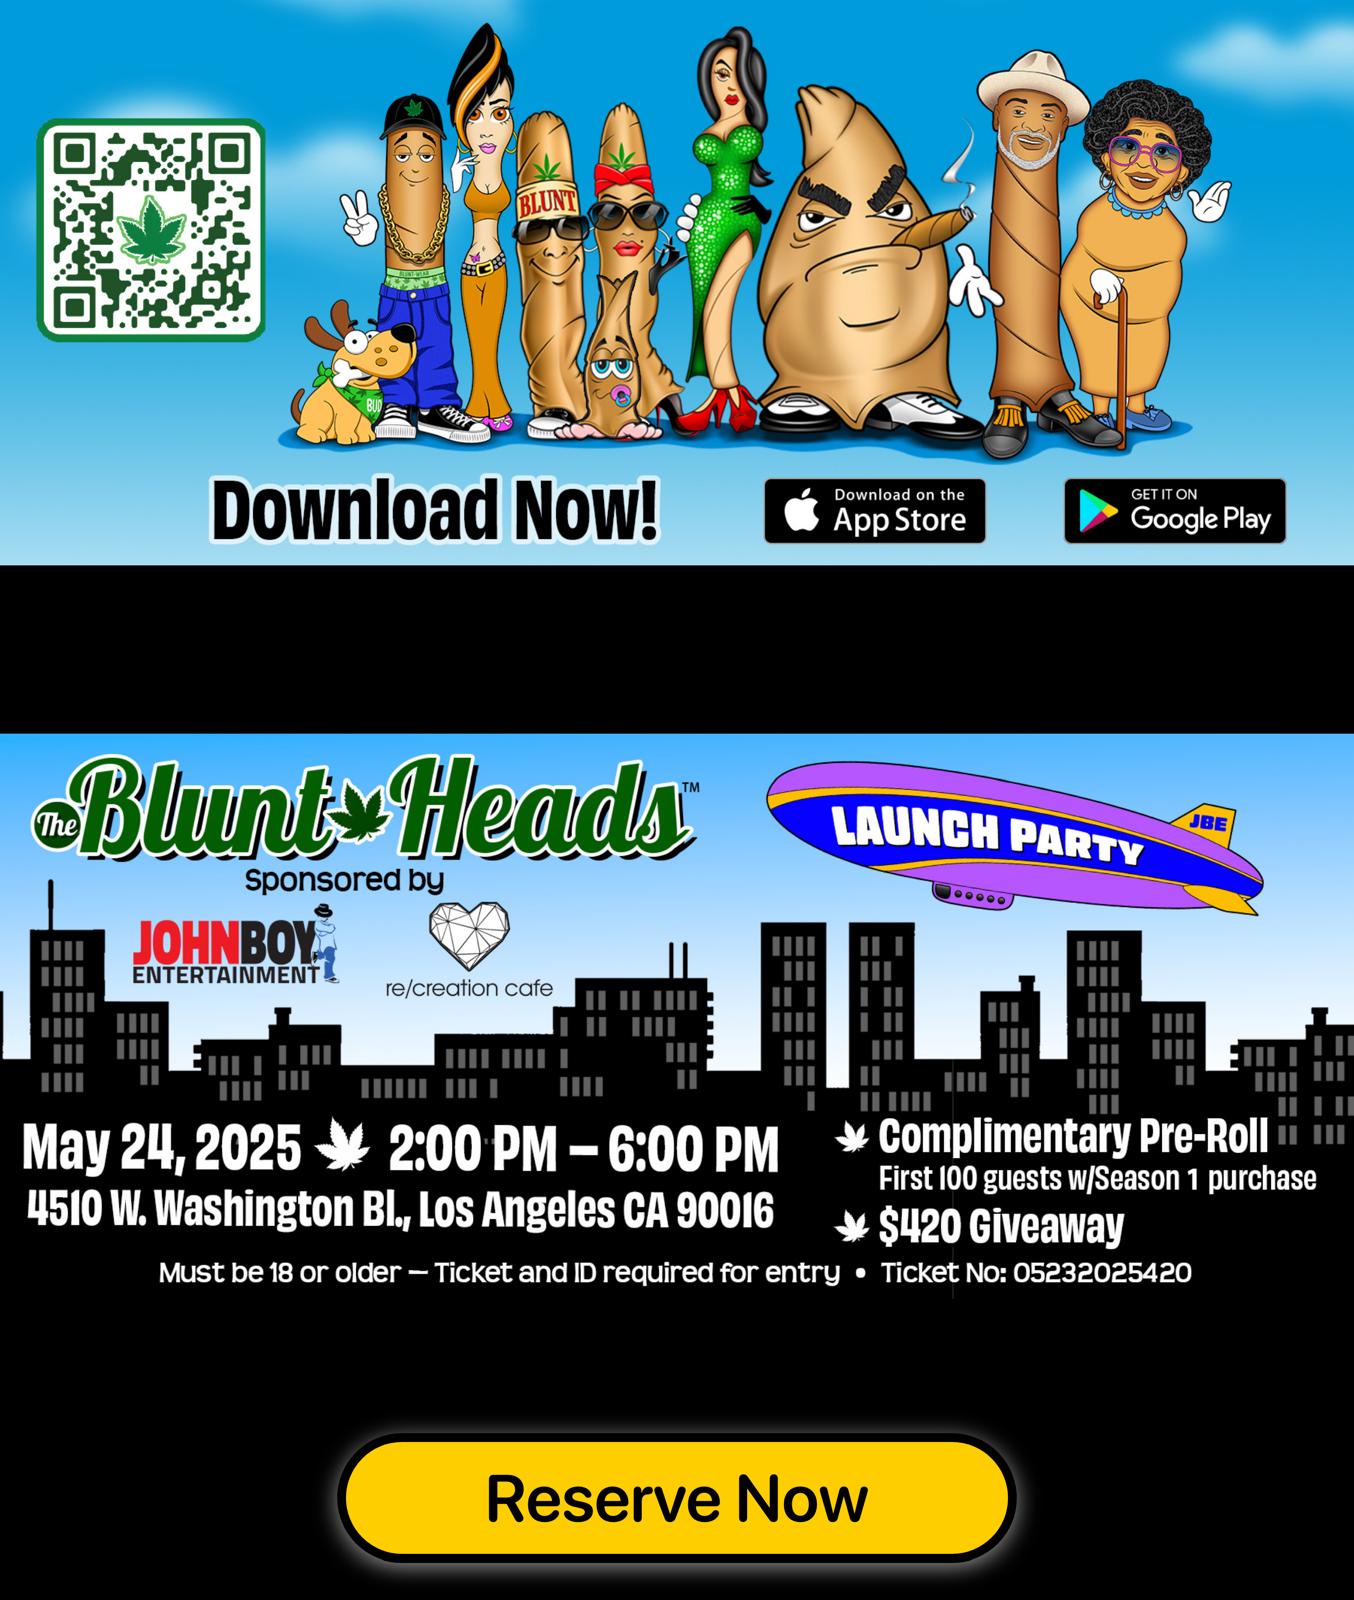 BLUNT
BLUNT-WEAR
BUD
Download Now!
Download on the
App Store
GET IT ON
Google Play
The Blunt Heads™
LAUNCH PARTY
JBE
Sponsored by
JOHNBOY
ENTERTAINMENT
re/creation cafe
May 24, 2025 2:00 PM – 6:00 PM
4510 W. Washington Bl., Los Angeles CA 90016
Complimentary Pre-Roll
First 100 guests w/Season 1 purchase
$420 Giveaway
Must be 18 or older – Ticket and ID required for entry • Ticket No: 05232025420
Reserve Now